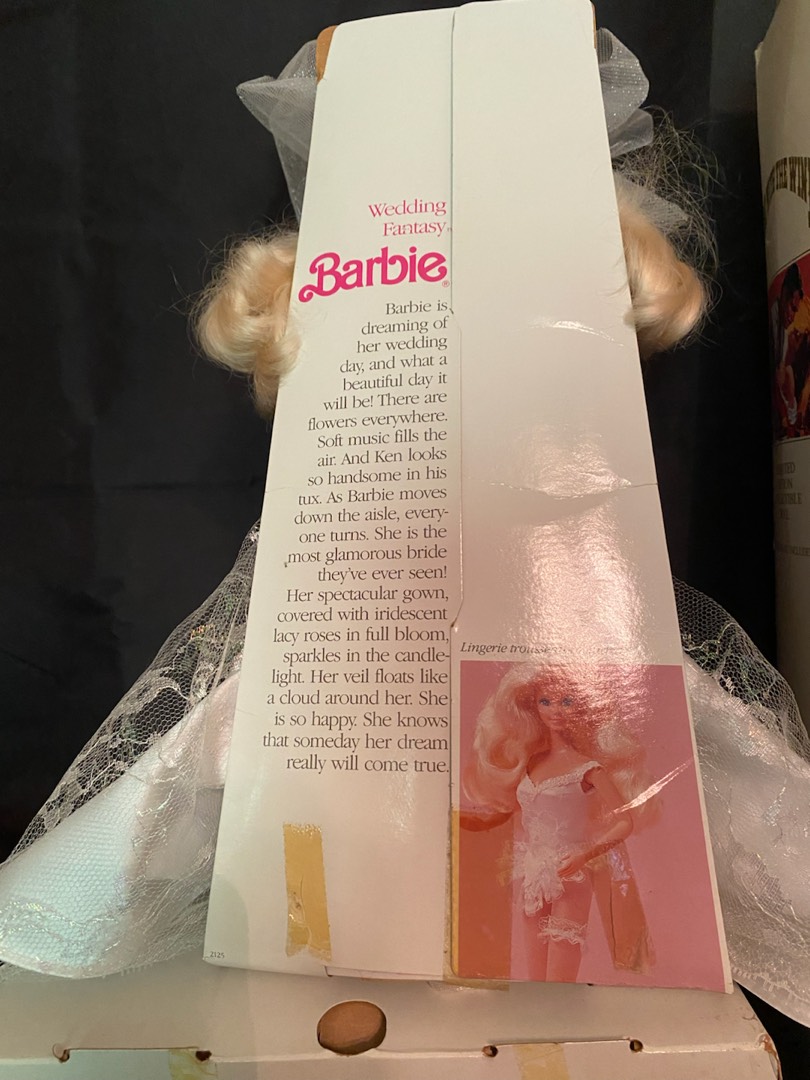 Wedding
Fantasy
Barbie®
Barbie is
dreaming of
her wedding
day, and what a
beautiful day it
will be! There are
flowers everywhere.
Soft music fills the
air. And Ken looks
so handsome in his
tux. As Barbie moves
down the aisle, every-
one turns. She is the
most glamorous bride
they've ever seen!
Her spectacular gown,
covered with iridescent
lacy roses in full bloom,
sparkles in the candle-
light. Her veil floats like
a cloud around her. She
is so happy. She knows
that someday her dream
really will come true.
Lingerie
2125
THE WIN